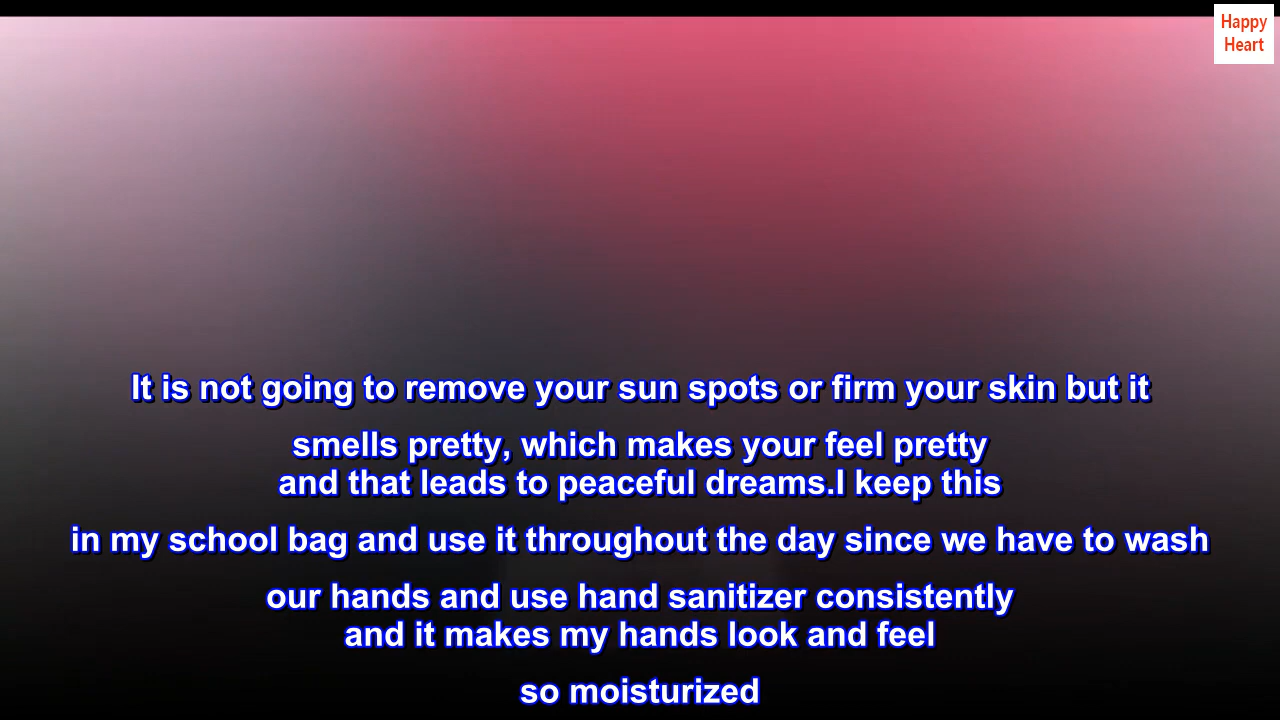 Happy
Heart
It is not going to remove your sun spots or firm your skin but it
smells pretty, which makes your feel pretty
and that leads to peaceful dreams.I keep this
in my school bag and use it throughout the day since we have to wash
our hands and use hand sanitizer consistently
and it makes my hands look and feel
so moisturized